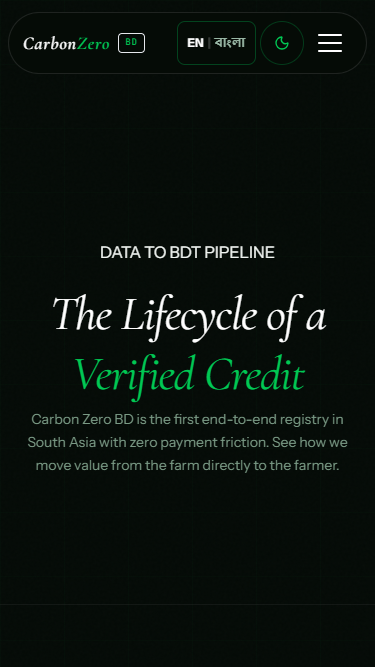 CarbonZero BD EN | বাংলা
DATA TO BDT PIPELINE
The Lifecycle of a
Verified Credit
Carbon Zero BD is the first end-to-end registry in
South Asia with zero payment friction. See how we
move value from the farm directly to the farmer.